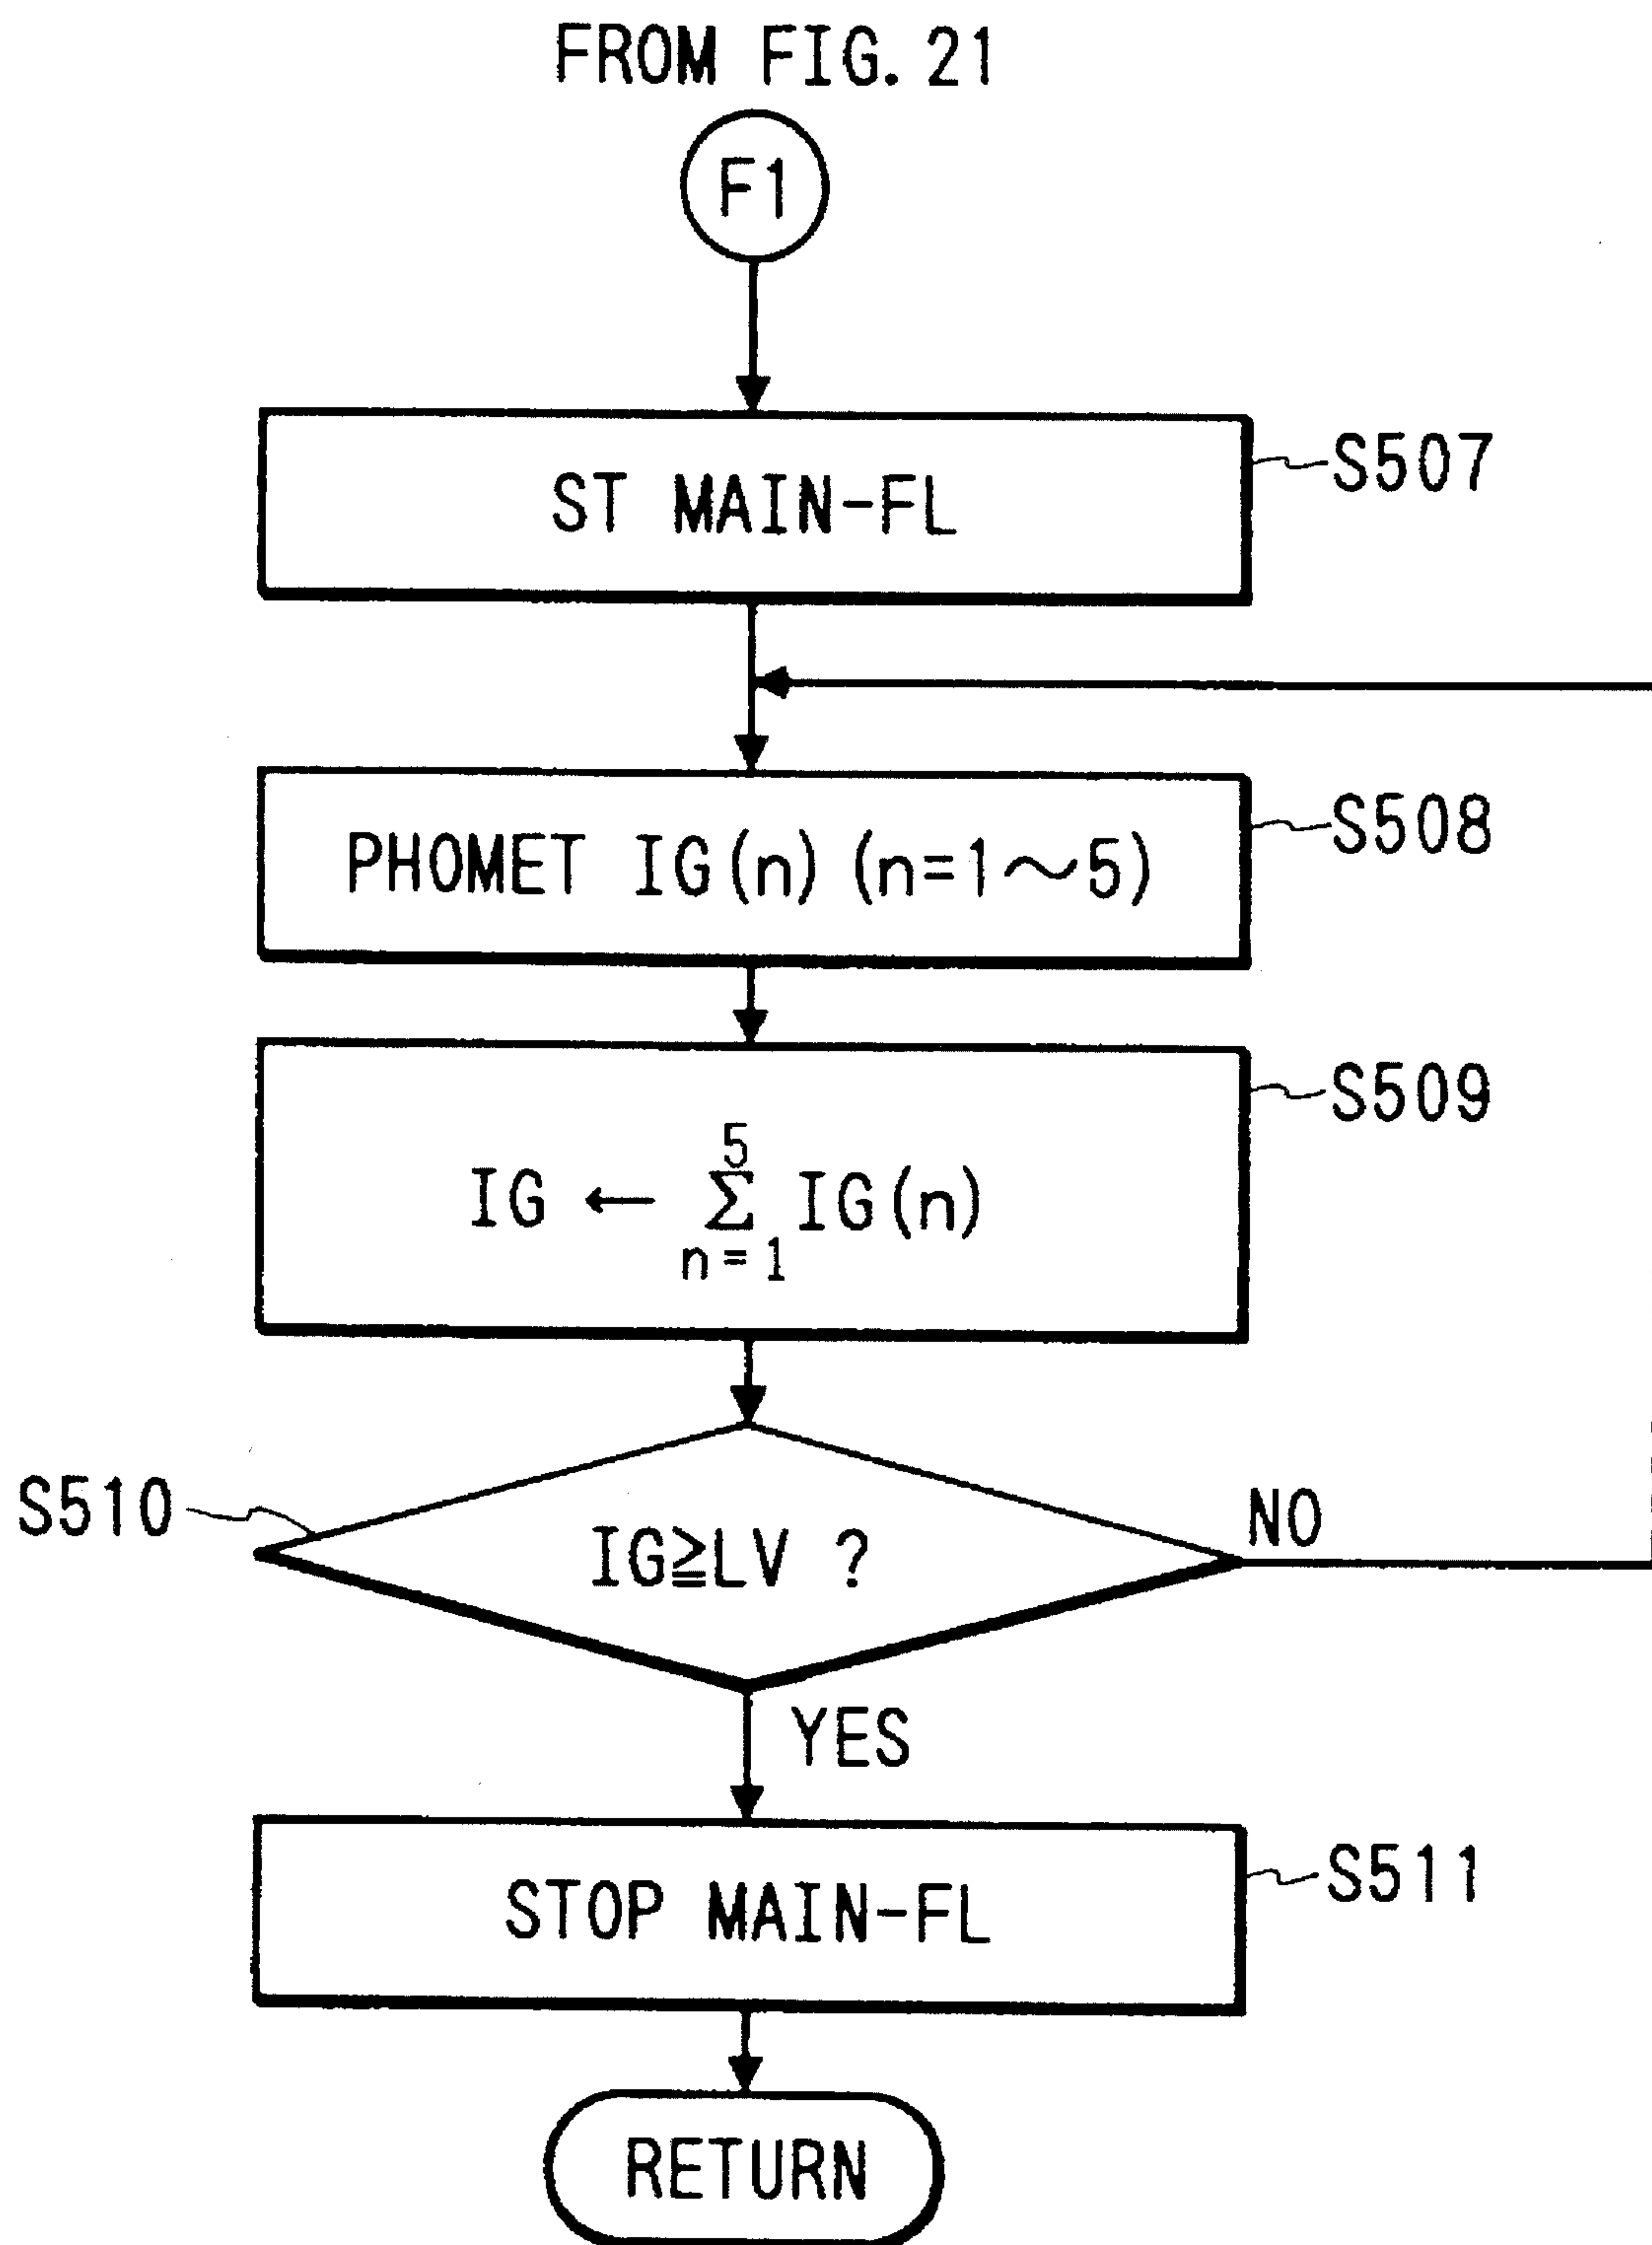 FROM FIG. 21
F1
ST MAIN-FL
S507
PHOMET IG(n) (n=1～5)
S508
S509
5
IG ← Σ IG(n)
n=1
S510
IG≧LV ?
NO
YES
STOP MAIN-FL
S511
RETURN